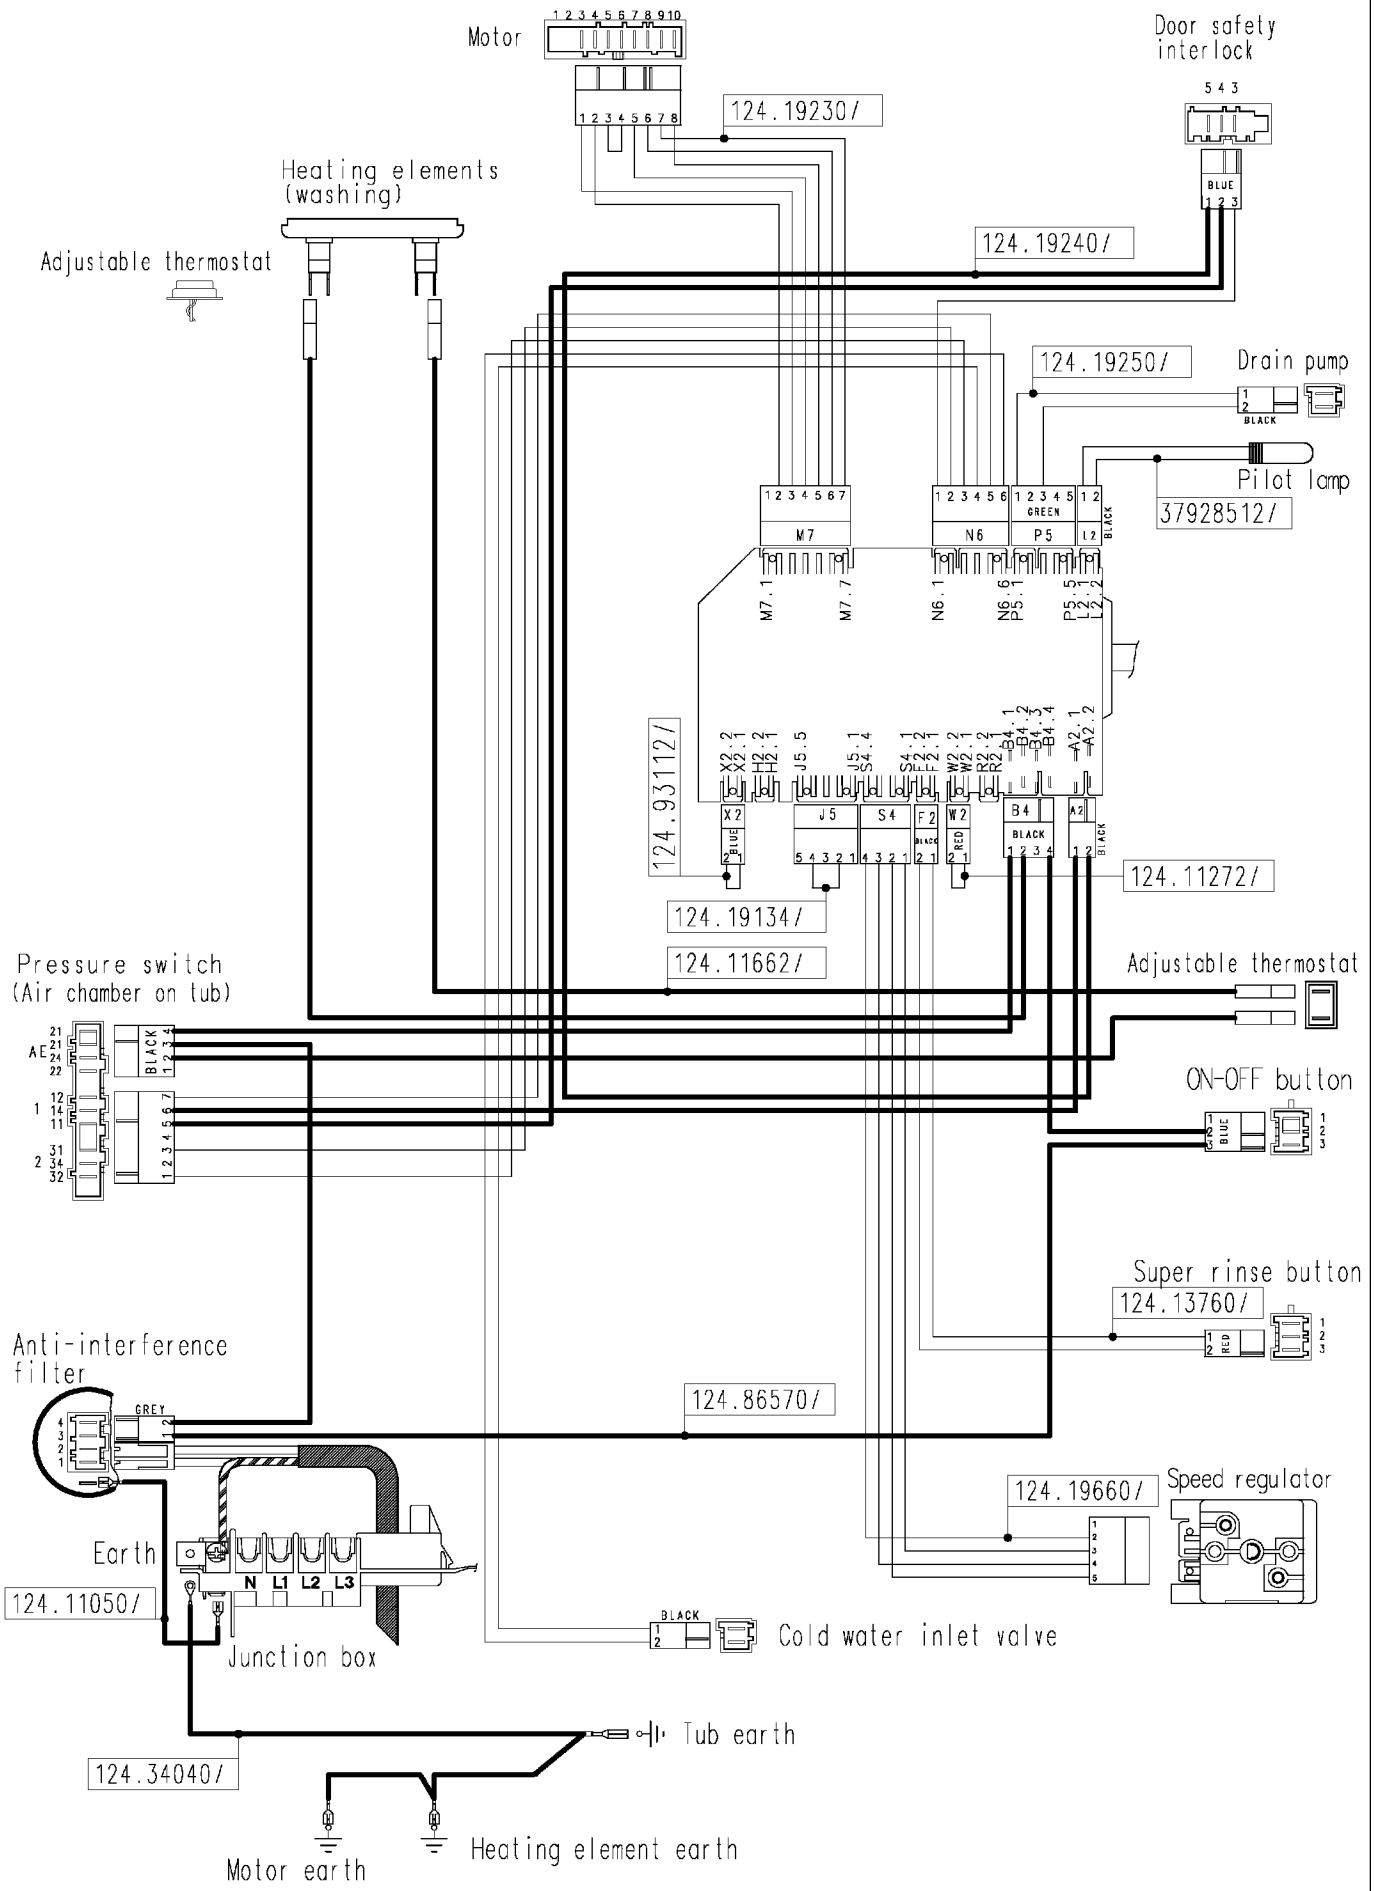 1 2 3 4 5 6 7 8 9 10
Motor
1 2 3 4 5 6 7 8
124.19230/
Door safety
interlock
5 4 3
BLUE
1 2 3
124.19240/
Heating elements
(washing)
Adjustable thermostat
124.19250/
Drain pump
1
2
BLACK
Pilot lamp
37928512/
1 2 3 4 5 6 7
M7
1 2 3 4 5 6
N6
1 2 3 4 5
GREEN
P5
1 2
L2
BLACK
M7.1
M7.7
N6.1
N6.6
P5.1
P5.5
L2.1
L2.2
X2.2
X2.1
H2.2
H2.1
J5.5
J5.1
S4.4
S4.1
F2.2
F2.1
W2.2
W2.1
R2.2
R2.1
B4.1
B4.2
B4.3
B4.4
A2.1
A2.2
124.93112/
X2
BLUE
2 1
J5
5 4 3 2 1
S4
4 3 2 1
F2
BLACK
2 1
W2
RED
2 1
B4
BLACK
1 2 3 4
A2
1 2
BLACK
124.11272/
124.19134/
124.11662/
Pressure switch
(Air chamber on tub)
Adjustable thermostat
21
AE 21
24
22
BLACK
1 2 3 4
12
1 14
11
31
2 34
32
1 2 3 4 5 6 7
ON-OFF button
1
2
3
BLUE
1
2
3
Super rinse button
124.13760/
1
2
RED
1
2
3
Anti-interference
filter
GREY
4
3
2
1
1 2
124.86570/
124.19660/
Speed regulator
1
2
3
4
5
Earth
N L1 L2 L3
124.11050/
Junction box
BLACK
1
2
Cold water inlet valve
Tub earth
124.34040/
Heating element earth
Motor earth